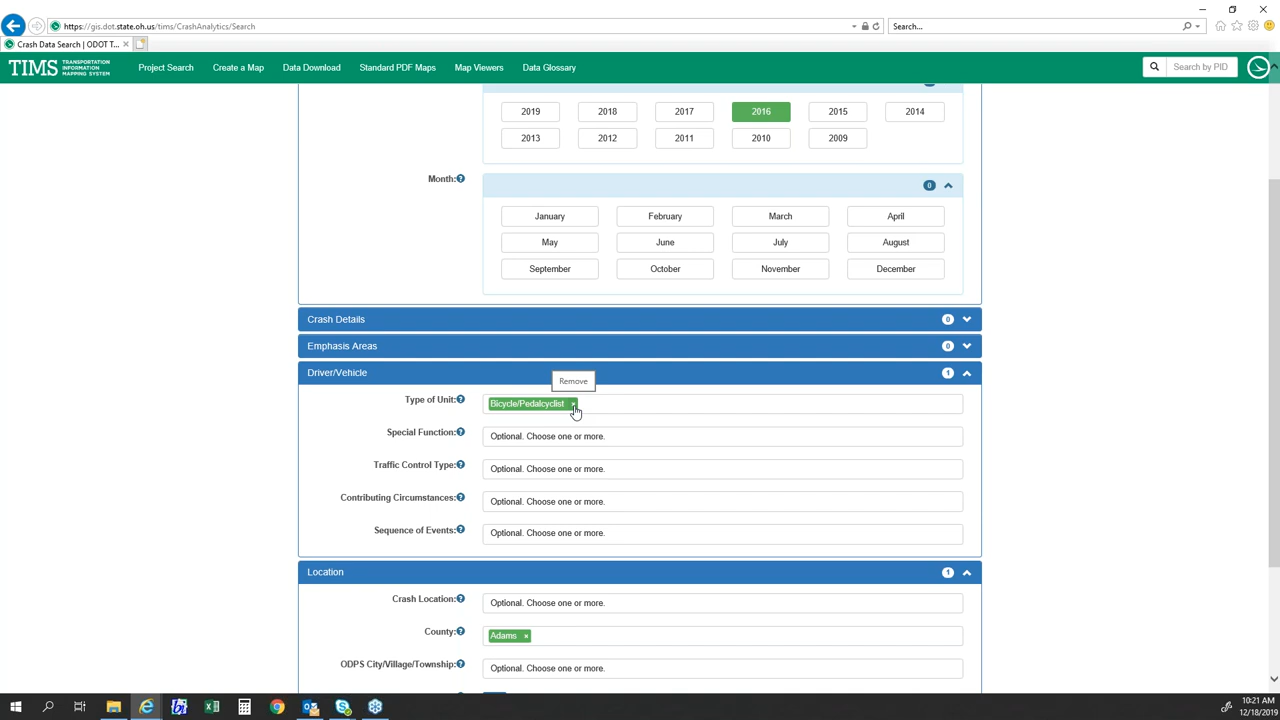 https://gis.dot.state.oh.us/tims/CrashAnalytics/Search
Search...
Crash Data Search | ODOT T...
TIMS TRANSPORTATION INFORMATION MAPPING SYSTEM
Project Search
Create a Map
Data Download
Standard PDF Maps
Map Viewers
Data Glossary
Search by PID
2019 2018 2017 2016 2015 2014
2013 2012 2011 2010 2009
Month:
0
January February March April
May June July August
September October November December
Crash Details 0
Emphasis Areas 0
Driver/Vehicle 1
Remove
Type of Unit: Bicycle/Pedalcyclist ×
Special Function: Optional. Choose one or more.
Traffic Control Type: Optional. Choose one or more.
Contributing Circumstances: Optional. Choose one or more.
Sequence of Events: Optional. Choose one or more.
Location 1
Crash Location: Optional. Choose one or more.
County: Adams ×
ODPS City/Village/Township: Optional. Choose one or more.
10:21 AM
12/18/2019